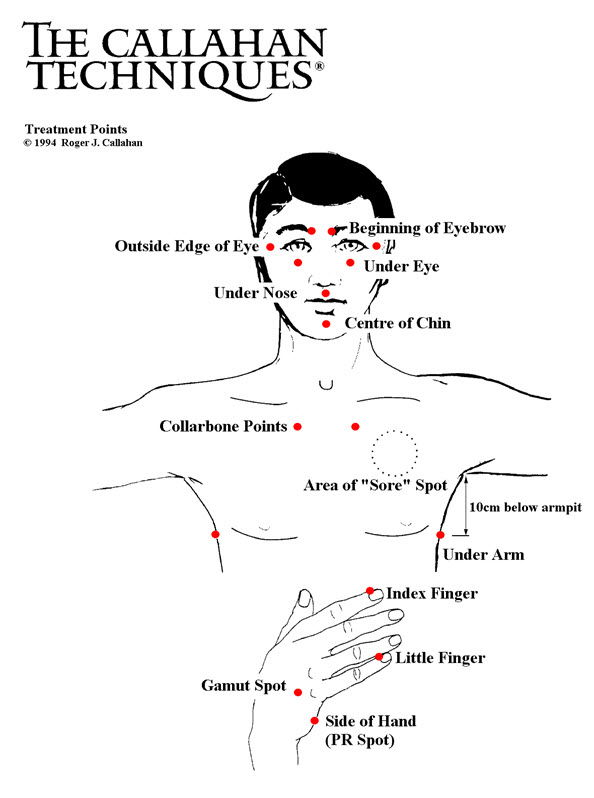 THE CALLAHAN
TECHNIQUES®
Treatment Points
© 1994 Roger J. Callahan
Beginning of Eyebrow
Outside Edge of Eye
Under Eye
Under Nose
Centre of Chin
Collarbone Points
Area of "Sore" Spot
10cm below armpit
Under Arm
Index Finger
Little Finger
Gamut Spot
Side of Hand
(PR Spot)